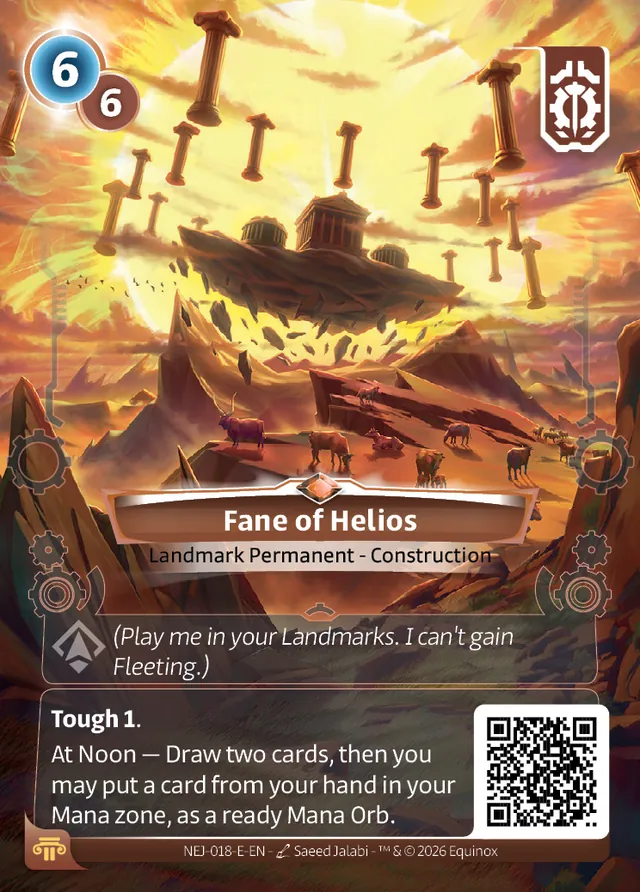 6
6
Fane of Helios
Landmark Permanent - Construction
(Play me in your Landmarks. I can't gain
Fleeting.)
Tough 1.
At Noon — Draw two cards, then you
may put a card from your hand in your
Mana zone, as a ready Mana Orb.
NEJ-018-E-EN - Saeed Jalabi - ™ & © 2026 Equinox